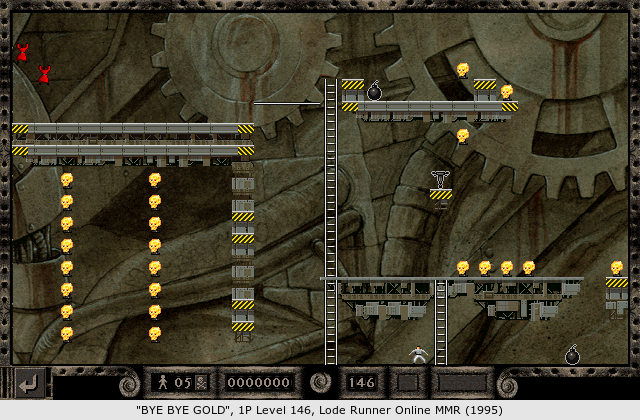 05 0000000 146
"BYE BYE GOLD", 1P Level 146, Lode Runner Online MMR (1995)